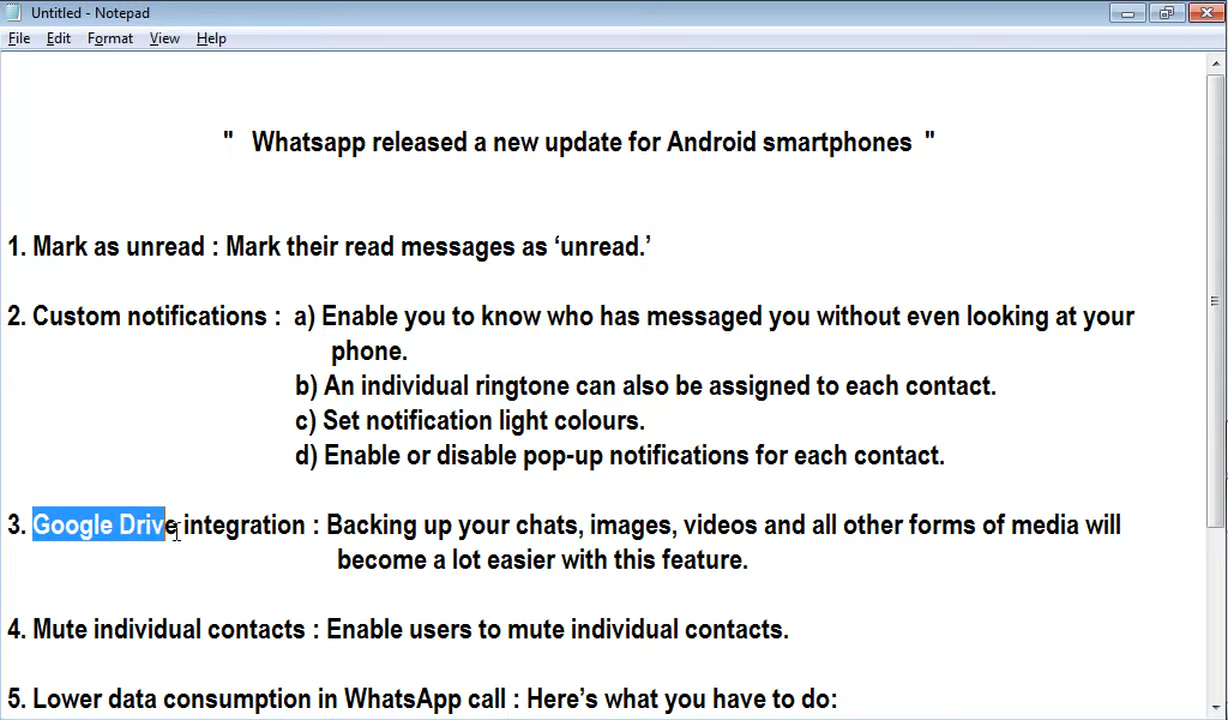 Untitled - Notepad
File Edit Format View Help
" Whatsapp released a new update for Android smartphones "
1. Mark as unread : Mark their read messages as ‘unread.’
2. Custom notifications : a) Enable you to know who has messaged you without even looking at your
phone.
b) An individual ringtone can also be assigned to each contact.
c) Set notification light colours.
d) Enable or disable pop-up notifications for each contact.
3. Google Drive integration : Backing up your chats, images, videos and all other forms of media will
become a lot easier with this feature.
4. Mute individual contacts : Enable users to mute individual contacts.
5. Lower data consumption in WhatsApp call : Here’s what you have to do: